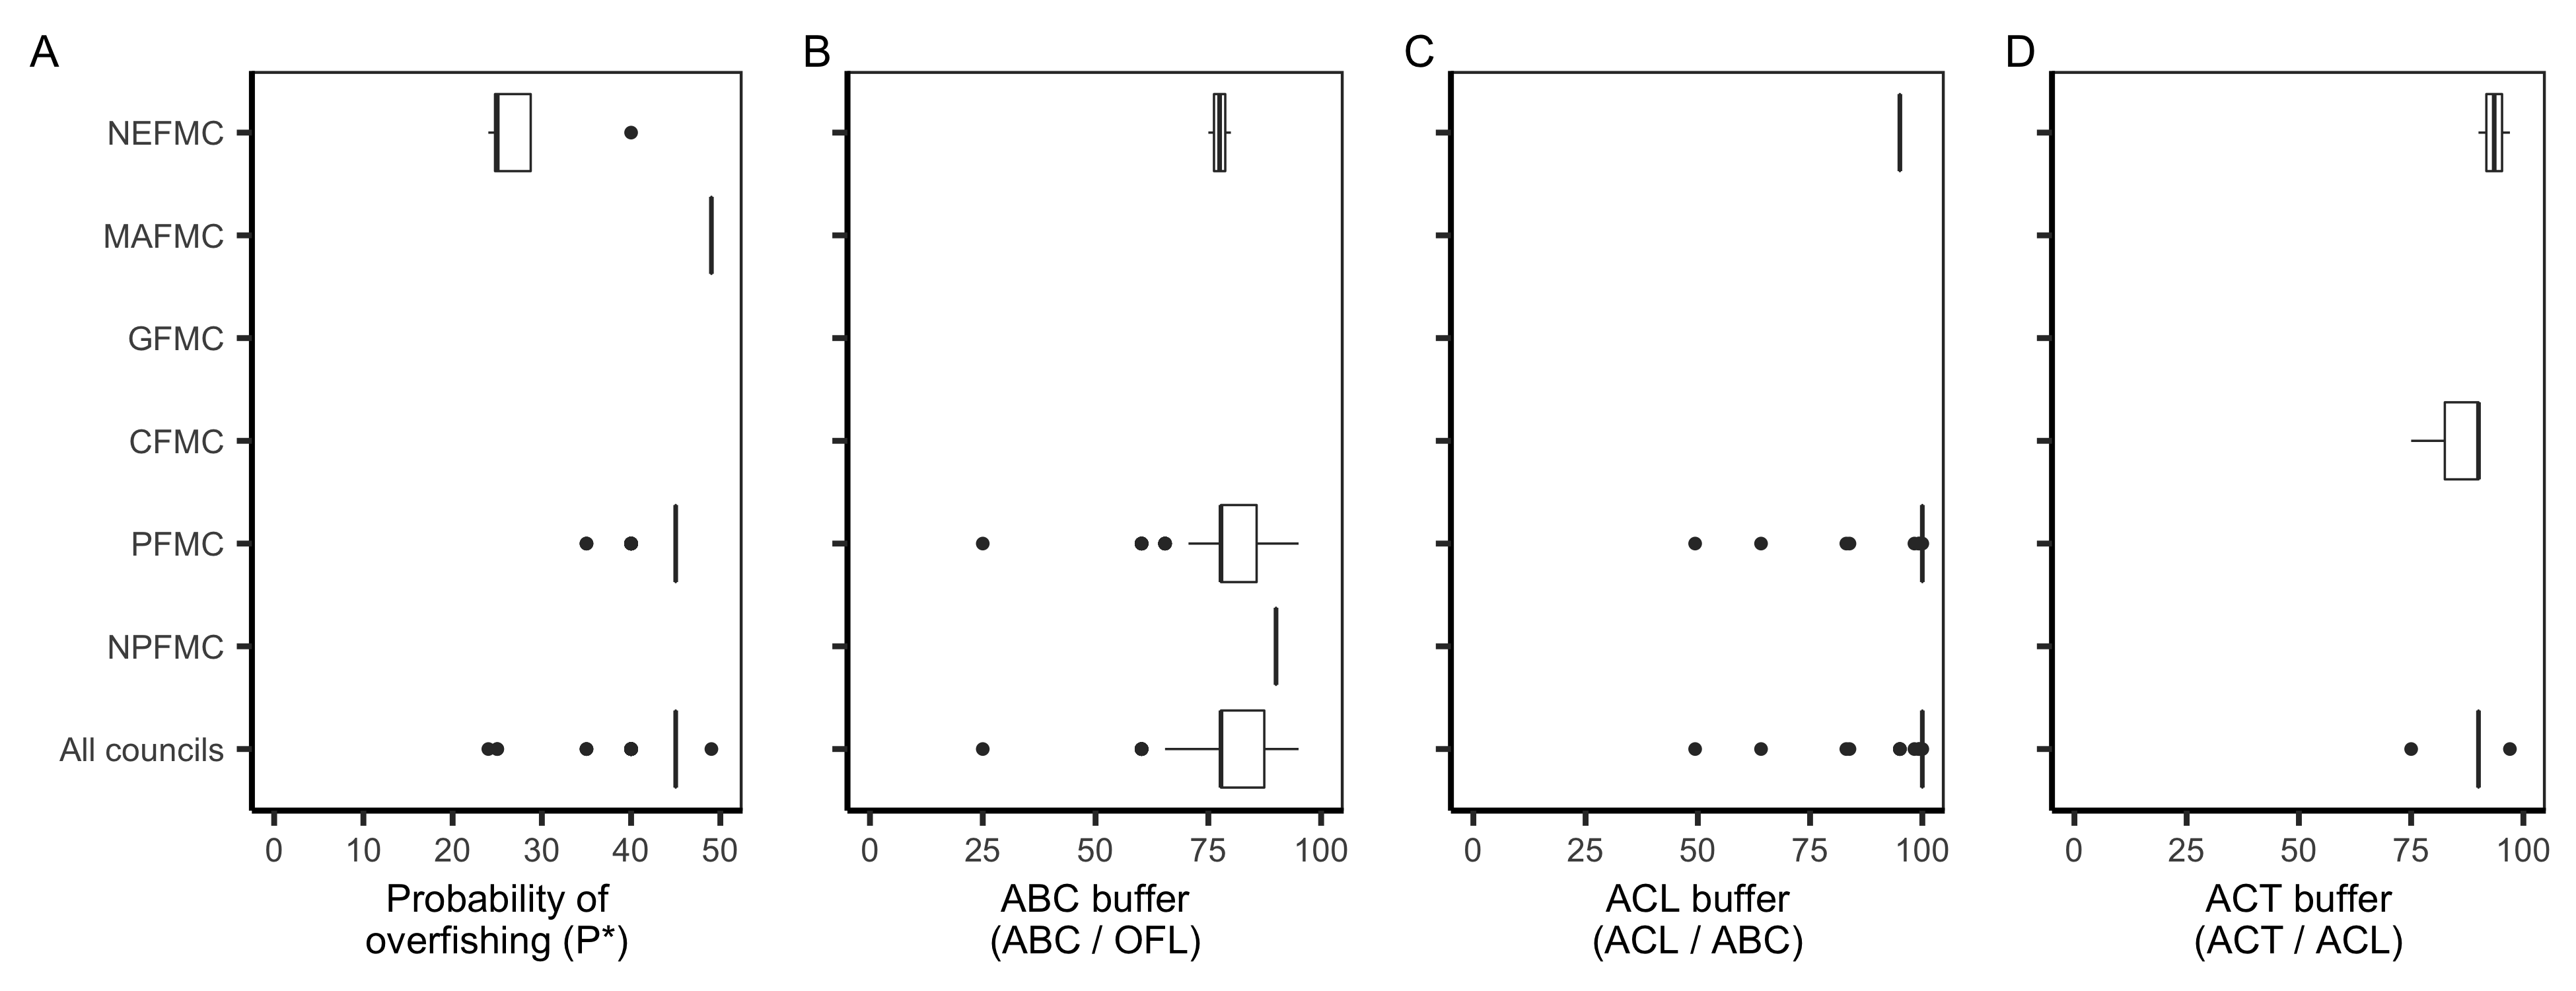 A
B
C
D
NEFMC
MAFMC
GFMC
CFMC
PFMC
NPFMC
All councils
0 10 20 30 40 50
0 25 50 75 100
0 25 50 75 100
0 25 50 75 100
Probability of
overfishing (P*)
ABC buffer
(ABC / OFL)
ACL buffer
(ACL / ABC)
ACT buffer
(ACT / ACL)